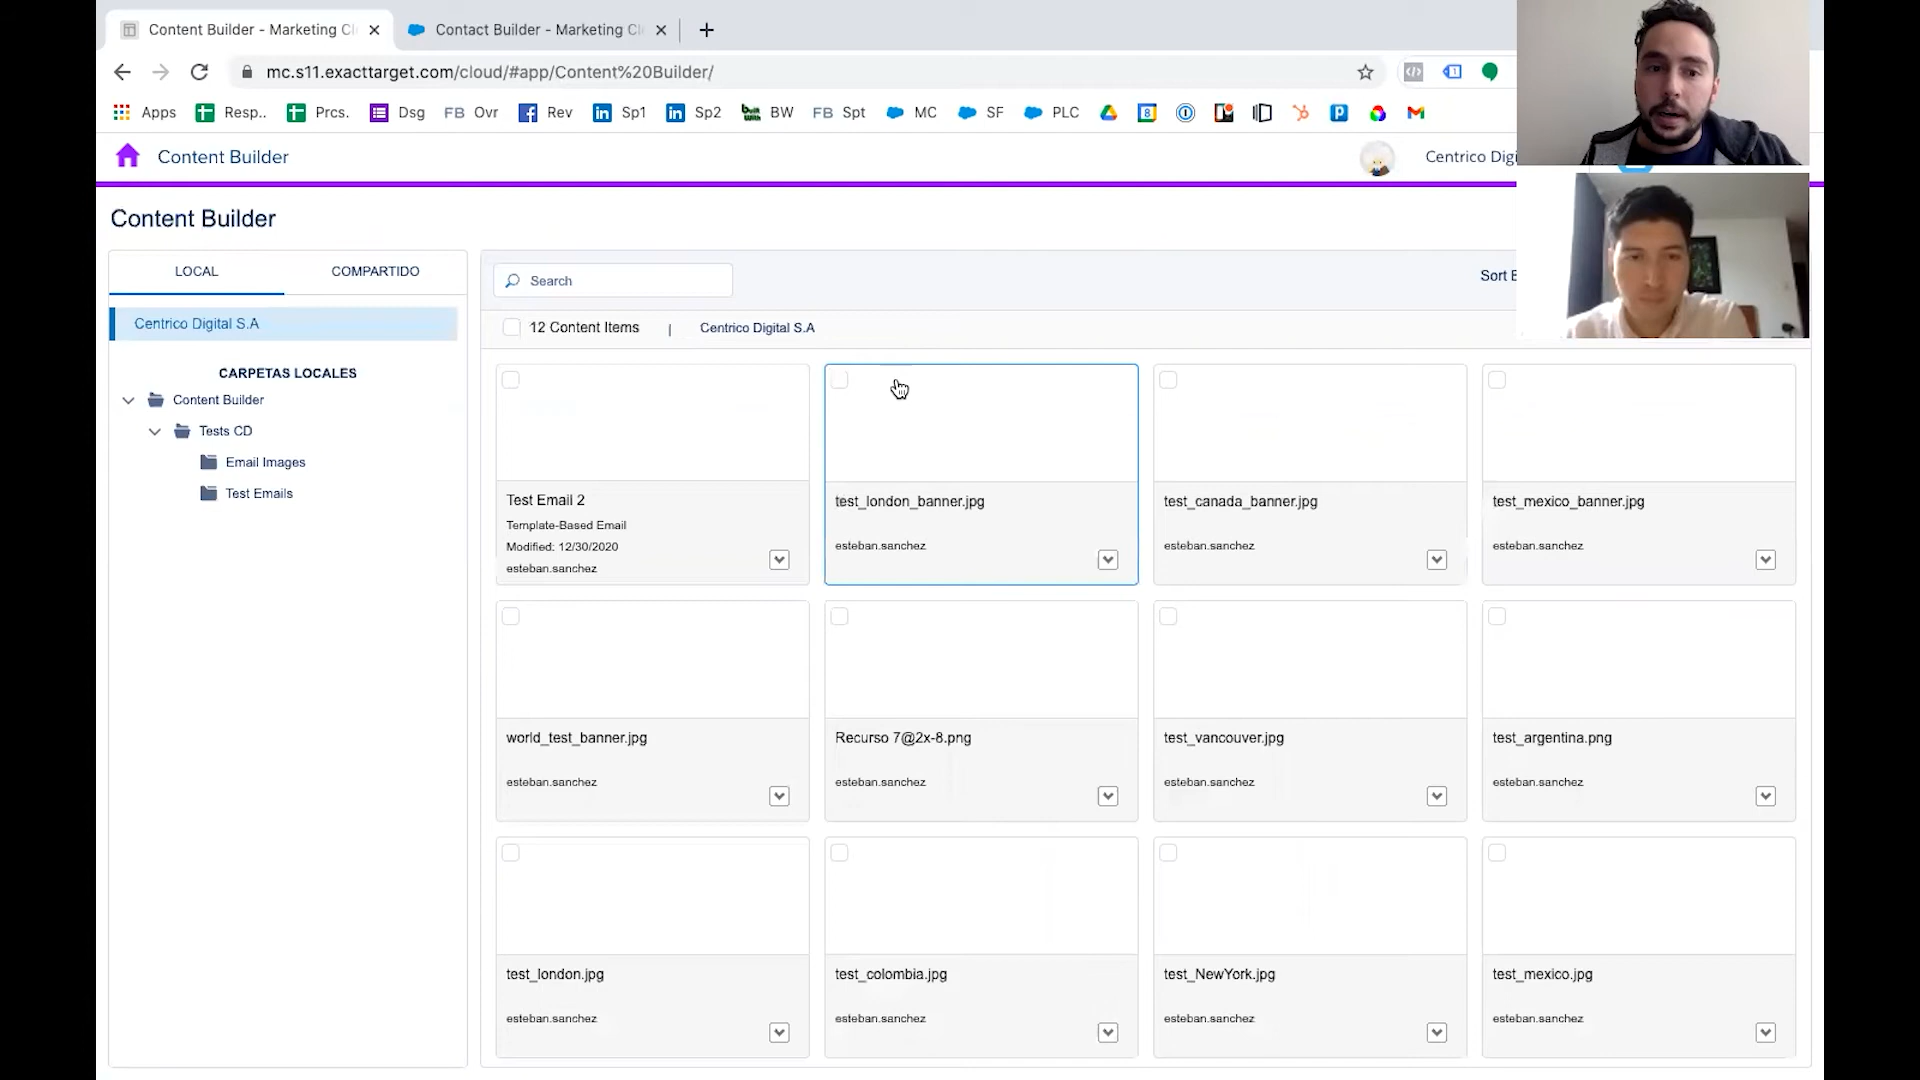 Content Builder - Marketing Cl
Contact Builder - Marketing Cl
mc.s11.exacttarget.com/cloud/#app/Content%20Builder/
Apps Resp.. Prcs. Dsg FB Ovr Rev Sp1 Sp2 BW FB Spt MC SF PLC
Content Builder
Centrico Digi
Content Builder
LOCAL COMPARTIDO
Search
Sort B
Centrico Digital S.A
12 Content Items | Centrico Digital S.A
CARPETAS LOCALES
Content Builder
Tests CD
Email Images
Test Emails
Test Email 2
Template-Based Email
Modified: 12/30/2020
esteban.sanchez
test_london_banner.jpg
esteban.sanchez
test_canada_banner.jpg
esteban.sanchez
test_mexico_banner.jpg
esteban.sanchez
world_test_banner.jpg
esteban.sanchez
Recurso 7@2x-8.png
esteban.sanchez
test_vancouver.jpg
esteban.sanchez
test_argentina.png
esteban.sanchez
test_london.jpg
esteban.sanchez
test_colombia.jpg
esteban.sanchez
test_NewYork.jpg
esteban.sanchez
test_mexico.jpg
esteban.sanchez